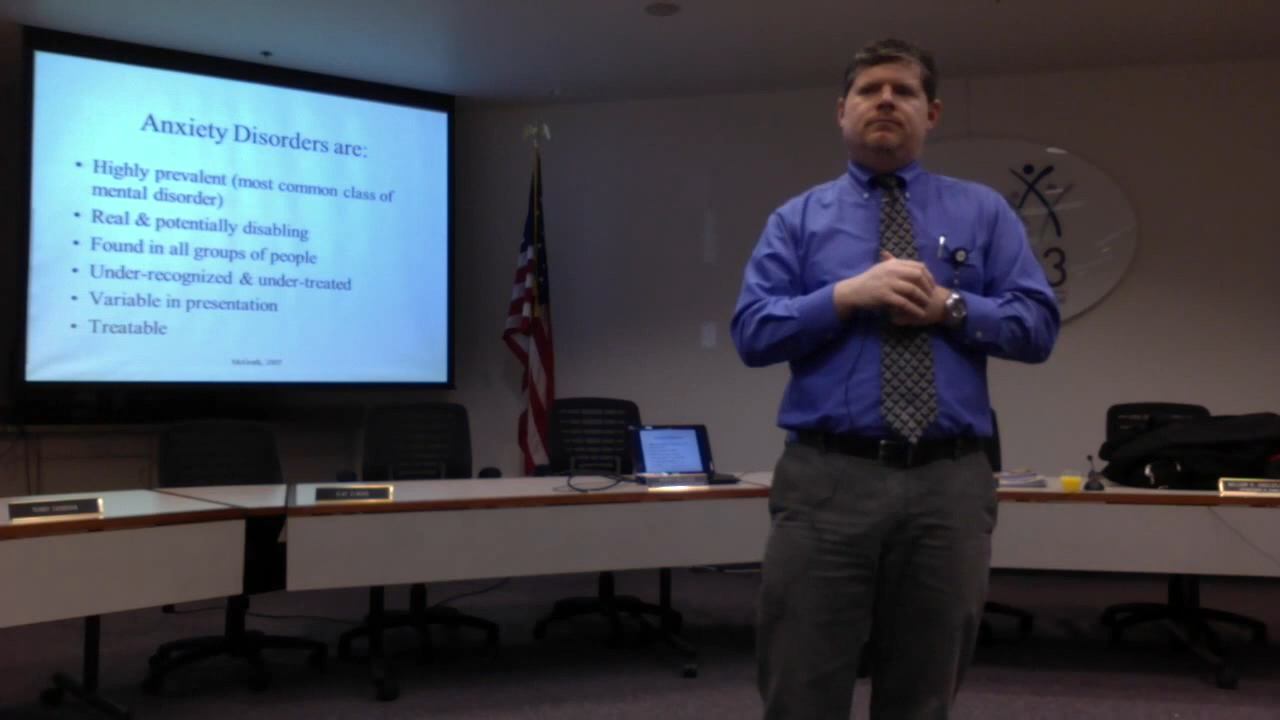 Anxiety Disorders are:
• Highly prevalent (most common class of
mental disorder)
• Real & potentially disabling
• Found in all groups of people
• Under-recognized & under-treated
• Variable in presentation
• Treatable
3